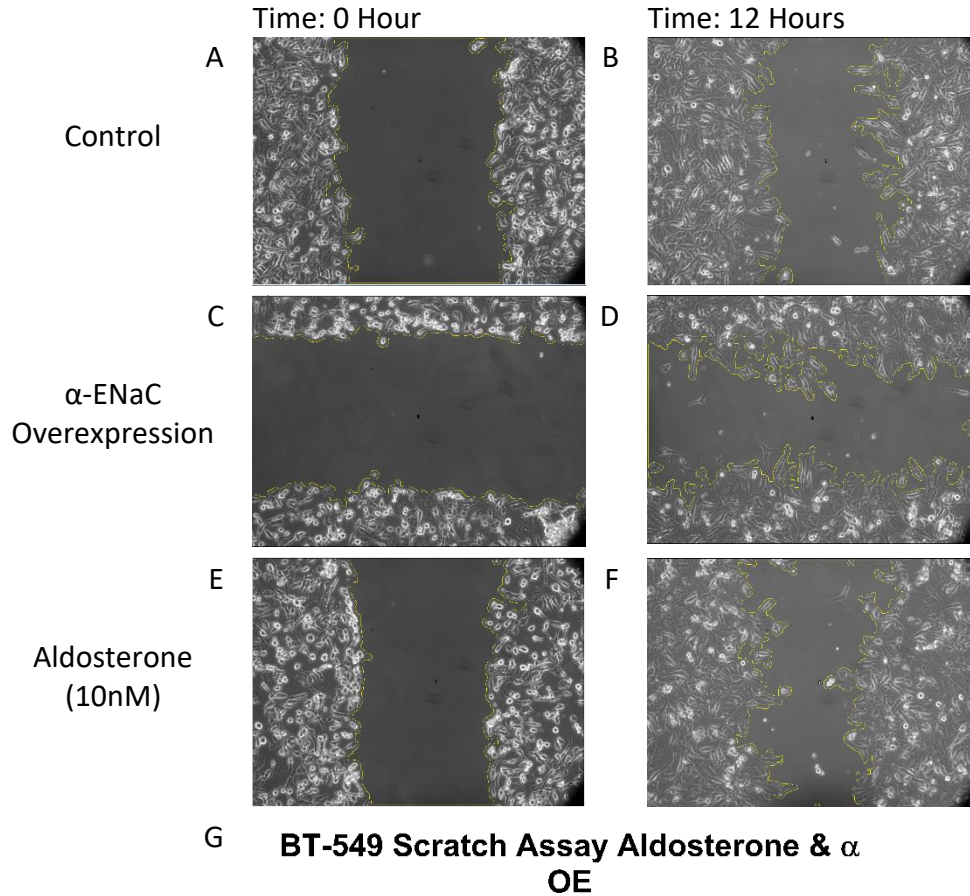 Time: 0 Hour
Time: 12 Hours
A
B
Control
C
D
α-ENaC
Overexpression
E
F
Aldosterone
(10nM)
G
BT-549 Scratch Assay Aldosterone & α
OE